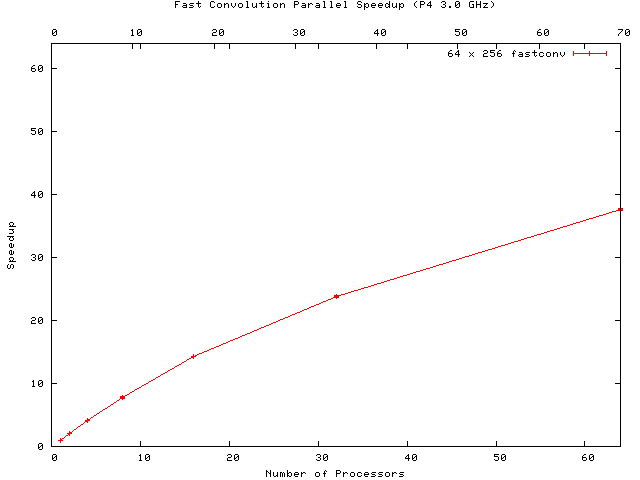 Fast Convolution Parallel Speedup (P4 3.0 GHz)
0 10 20 30 40 50 60 70
64 x 256 fastconv
60
50
40
30
20
10
0
Speedup
0 10 20 30 40 50 60
Number of Processors